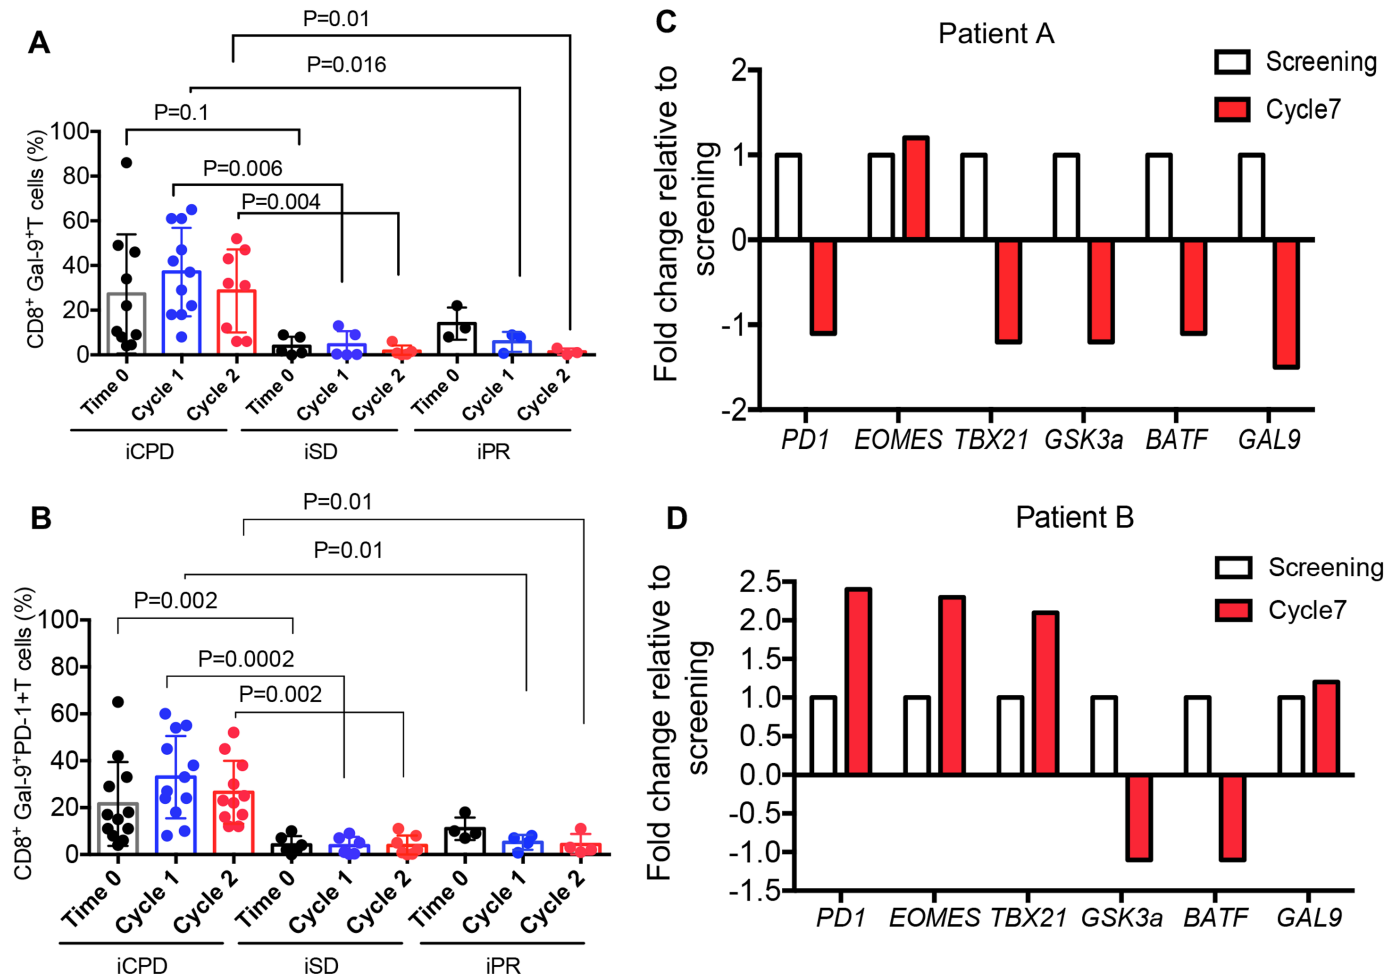 A
P=0.01
P=0.016
P=0.1
P=0.006
P=0.004
CD8⁺ Gal-9⁺T cells (%)
100
80
60
40
20
0
Time 0 Cycle 1 Cycle 2 Time 0 Cycle 1 Cycle 2 Time 0 Cycle 1 Cycle 2
iCPD iSD iPR
B
P=0.01
P=0.01
P=0.002
P=0.0002
P=0.002
CD8⁺ Gal-9⁺PD-1+T cells (%)
100
80
60
40
20
0
Time 0 Cycle 1 Cycle 2 Time 0 Cycle 1 Cycle 2 Time 0 Cycle 1 Cycle 2
iCPD iSD iPR
C
Patient A
Screening
Cycle7
Fold change relative to
screening
2
1
0
-1
-2
PD1 EOMES TBX21 GSK3a BATF GAL9
D
Patient B
Screening
Cycle7
Fold change relative to
screening
2.5
2.0
1.5
1.0
0.5
0.0
-0.5
-1.0
-1.5
PD1 EOMES TBX21 GSK3a BATF GAL9